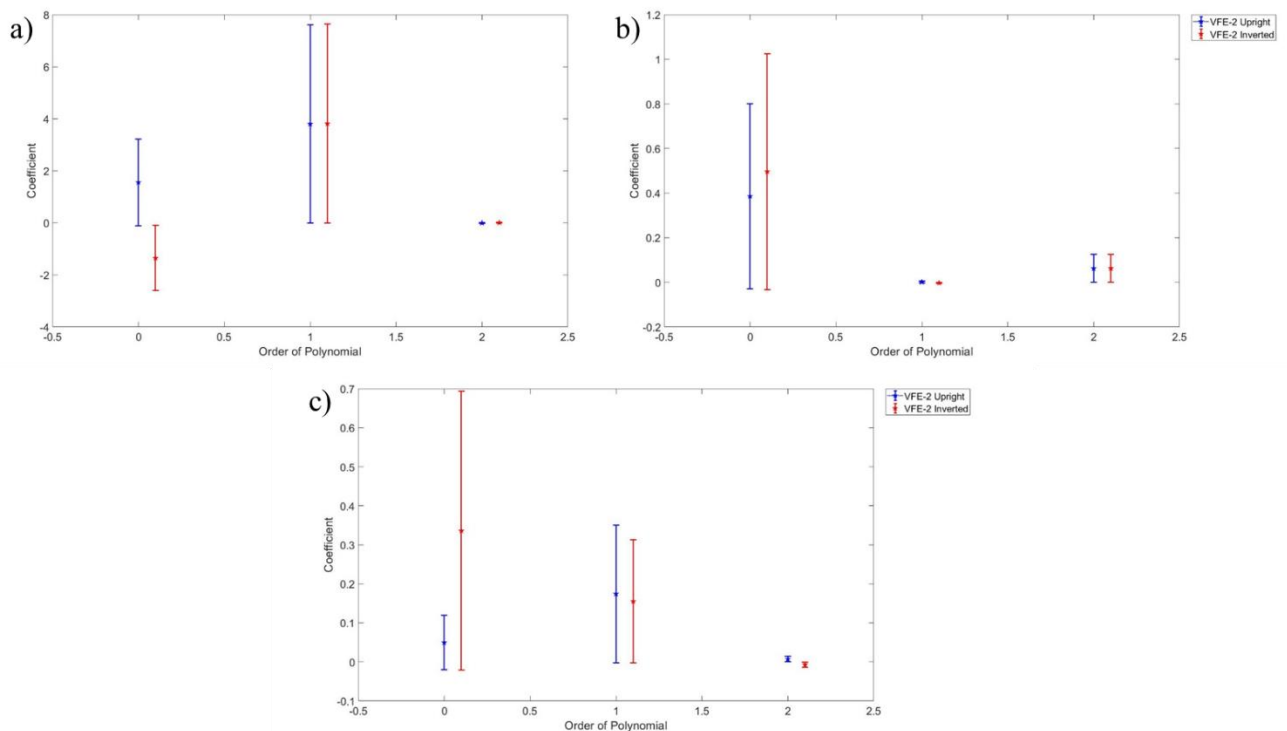 a)
8
6
4
2
0
-2
-4
Coefficient
-0.5 0 0.5 1 1.5 2 2.5
Order of Polynomial
b)
1.2
1
0.8
0.6
0.4
0.2
0
-0.2
Coefficient
-0.5 0 0.5 1 1.5 2 2.5
Order of Polynomial
VFE-2 Upright
VFE-2 Inverted
c)
0.7
0.6
0.5
0.4
0.3
0.2
0.1
0
-0.1
Coefficient
-0.5 0 0.5 1 1.5 2 2.5
Order of Polynomial
VFE-2 Upright
VFE-2 Inverted